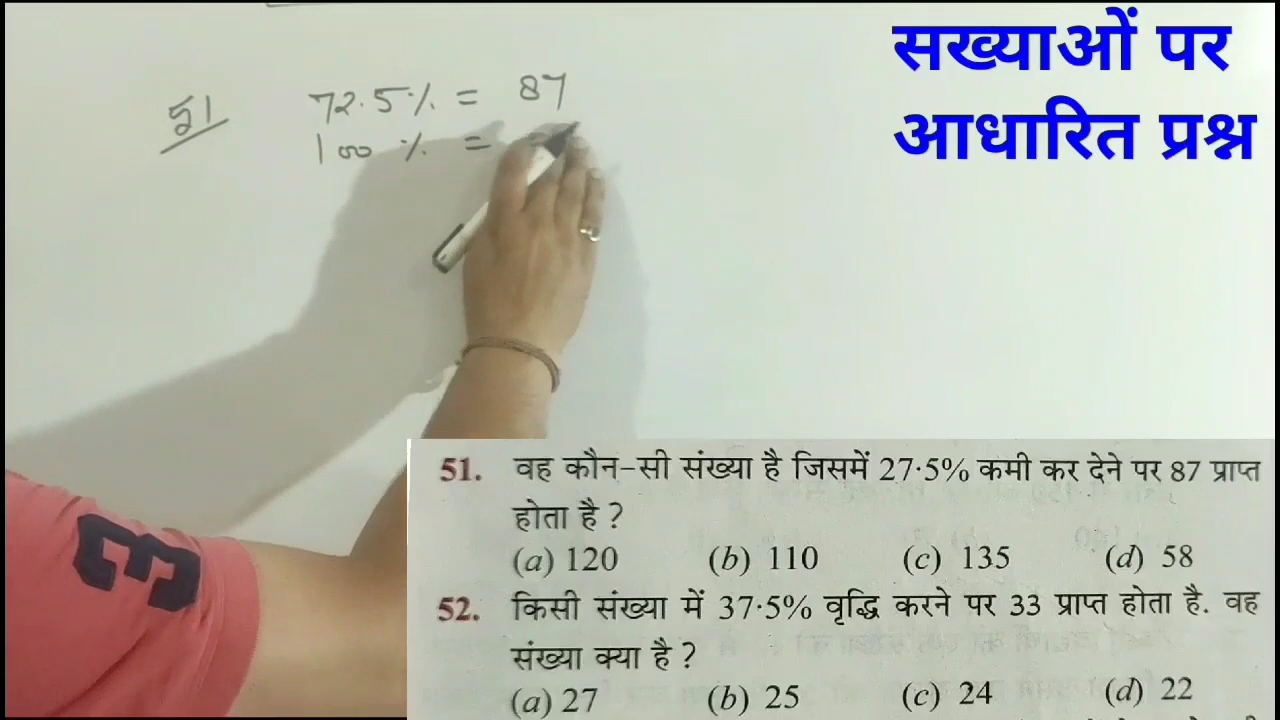 सख्याओं पर
आधारित प्रश्न
51
72.5% = 87
100% =
51. वह कौन-सी संख्या है जिसमें 27·5% कमी कर देने पर 87 प्राप्त
होता है ?
(a) 120 (b) 110 (c) 135 (d) 58
52. किसी संख्या में 37·5% वृद्धि करने पर 33 प्राप्त होता है. वह
संख्या क्या है ?
(a) 27 (b) 25 (c) 24 (d) 22